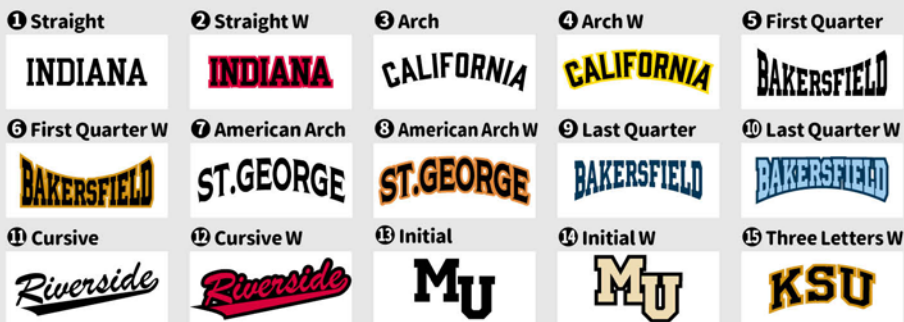 ❶ Straight
❷ Straight W
❸ Arch
❹ Arch W
❺ First Quarter
INDIANA
INDIANA
CALIFORNIA
CALIFORNIA
BAKERSFIELD
❻ First Quarter W
❼ American Arch
❽ American Arch W
❾ Last Quarter
❿ Last Quarter W
BAKERSFIELD
ST.GEORGE
ST.GEORGE
BAKERSFIELD
BAKERSFIELD
⓫ Cursive
⓬ Cursive W
⓭ Initial
⓮ Initial W
⓯ Three Letters W
Riverside
Riverside
MU
MU
KSU